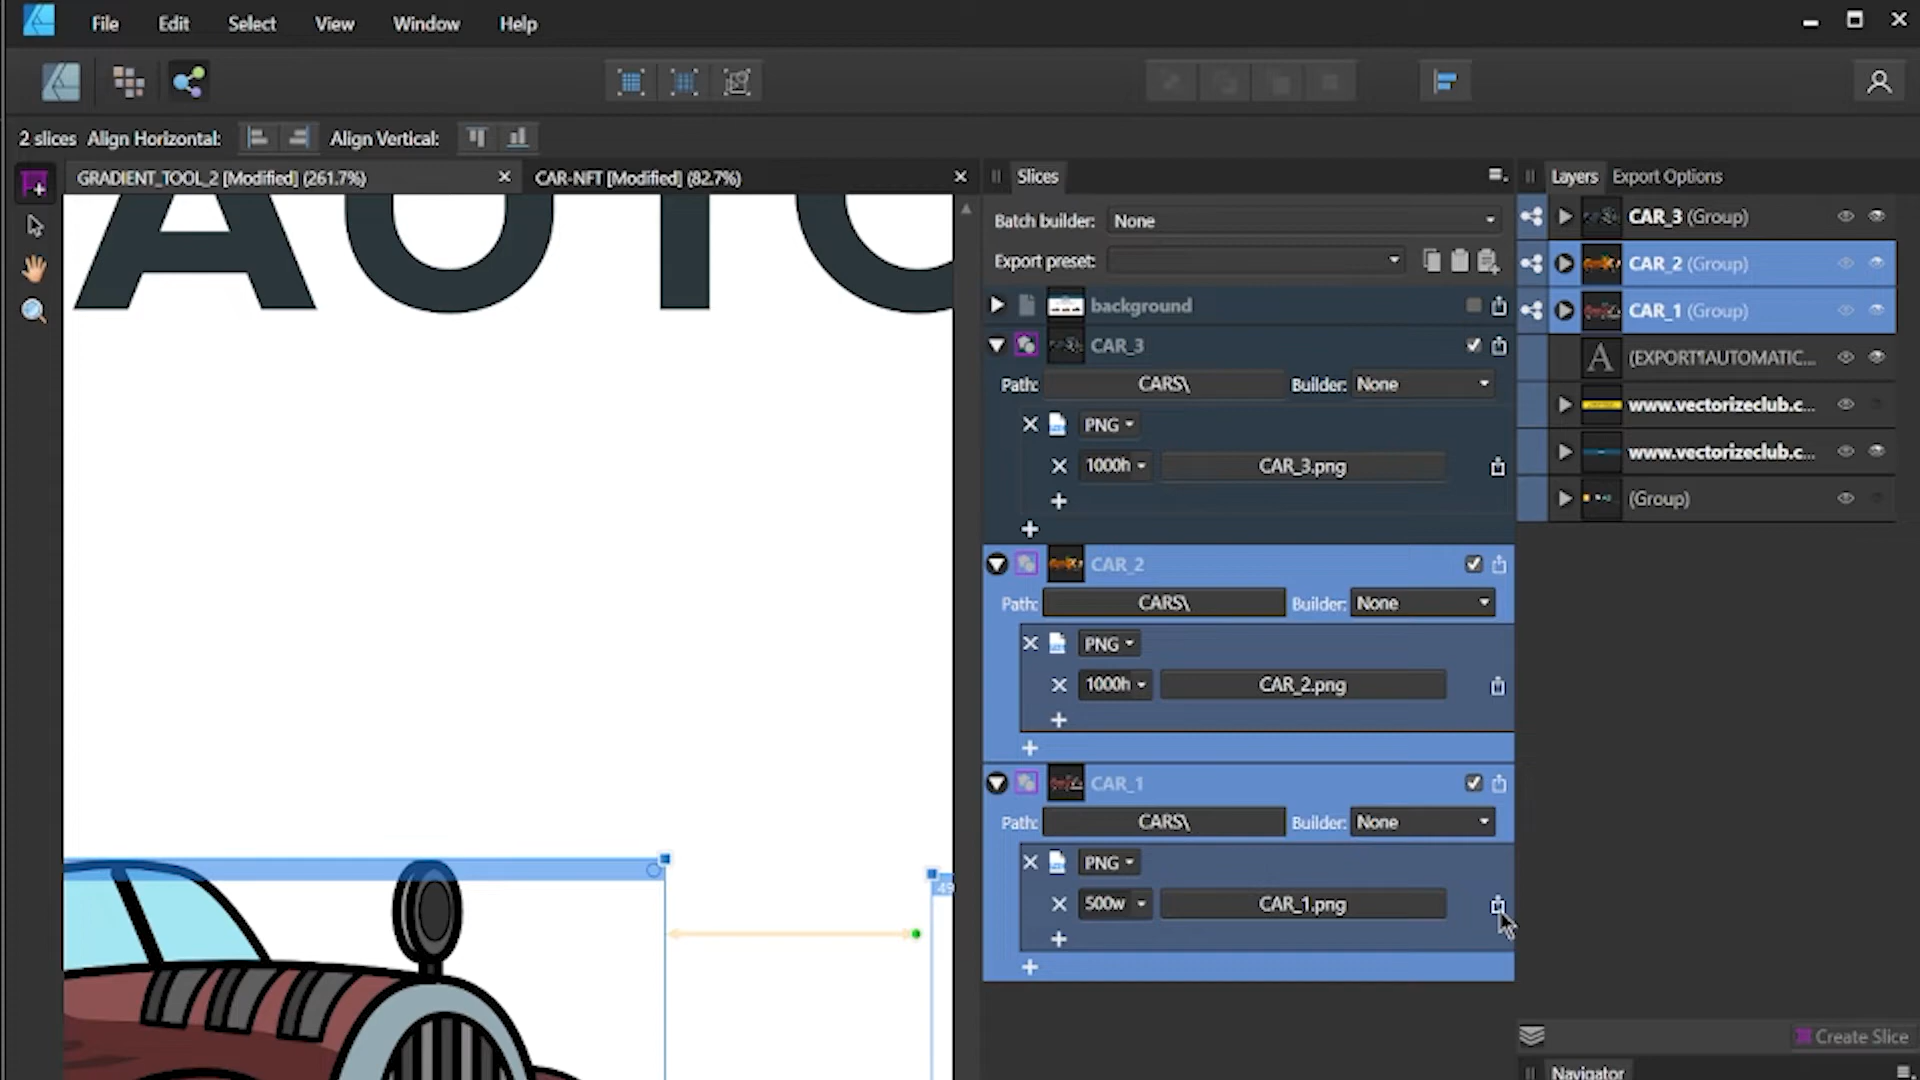 File Edit Select View Window Help
2 slices Align Horizontal: Align Vertical:
GRADIENT_TOOL_2 [Modified] (261.7%)
CAR-NFT [Modified] (82.7%)
AUTO
49
Slices
Batch builder: None
Export preset:
background
CAR_3
Path: CARS\ Builder: None
PNG
1000h CAR_3.png
CAR_2
Path: CARS\ Builder: None
PNG
1000h CAR_2.png
CAR_1
Path: CARS\ Builder: None
PNG
500w CAR_1.png
Layers Export Options
CAR_3 (Group)
CAR_2 (Group)
CAR_1 (Group)
A (EXPORT¶AUTOMATIC...
www.vectorizeclub.c...
www.vectorizeclub.c...
(Group)
Create Slice
Navigator